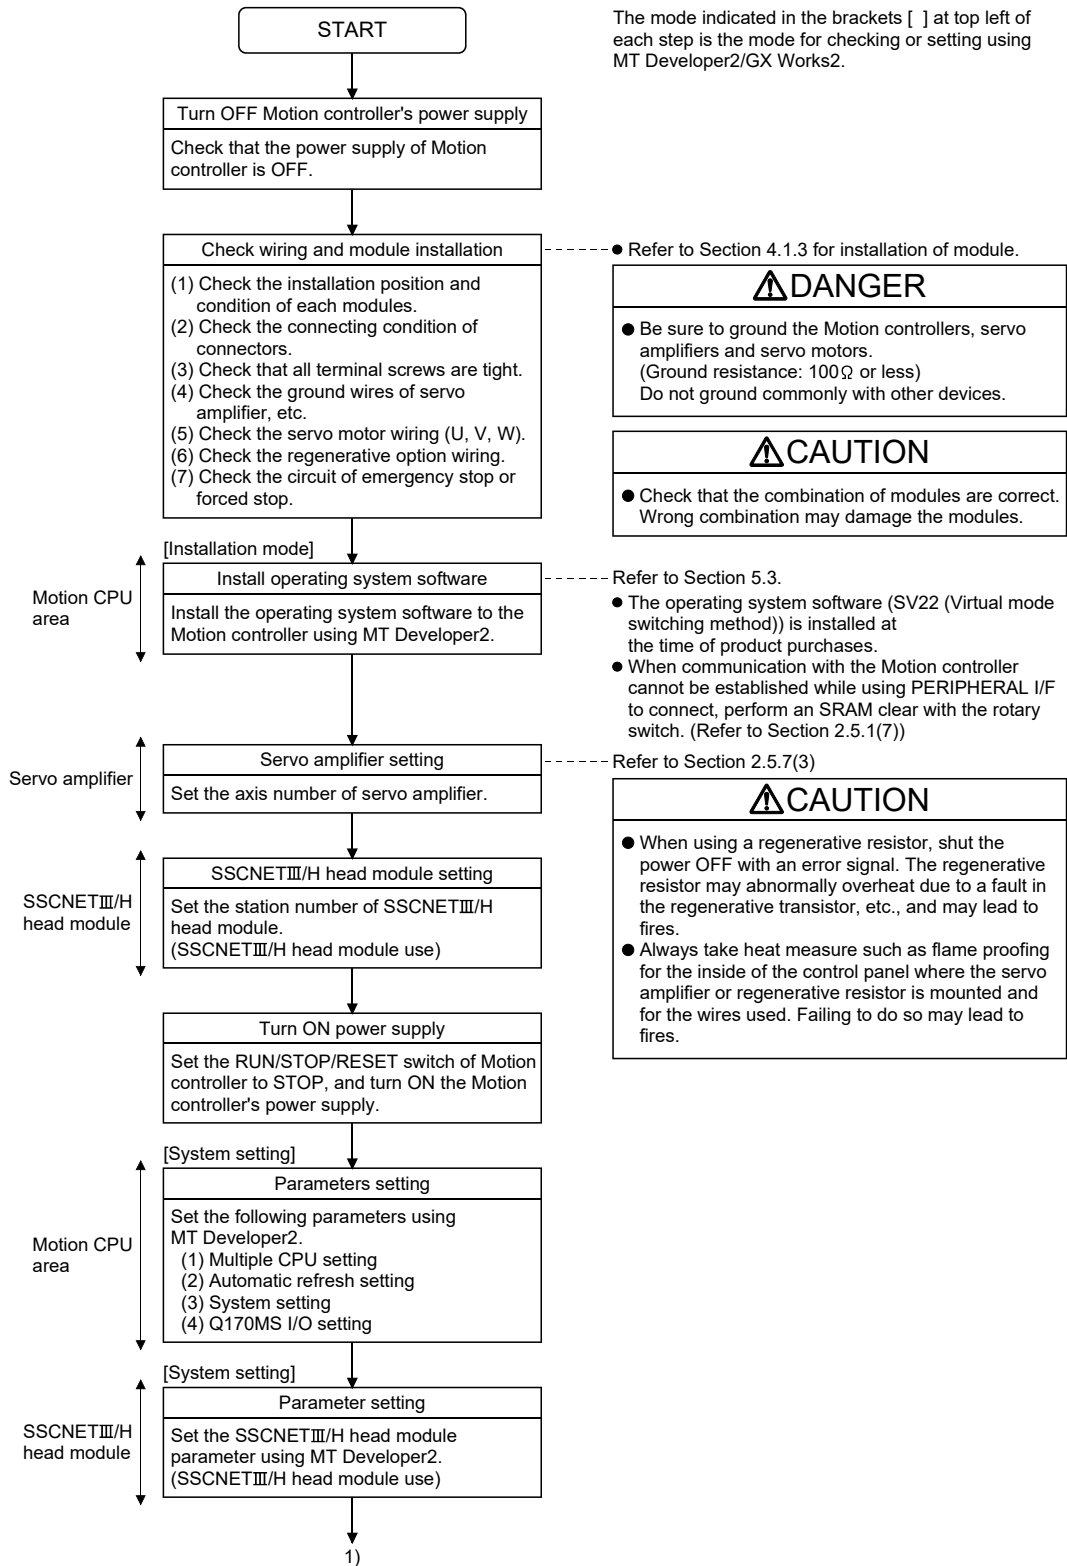 START
The mode indicated in the brackets [ ] at top left of
each step is the mode for checking or setting using
MT Developer2/GX Works2.
Turn OFF Motion controller's power supply
Check that the power supply of Motion
controller is OFF.
Check wiring and module installation
(1) Check the installation position and
condition of each modules.
(2) Check the connecting condition of
connectors.
(3) Check that all terminal screws are tight.
(4) Check the ground wires of servo
amplifier, etc.
(5) Check the servo motor wiring (U, V, W).
(6) Check the regenerative option wiring.
(7) Check the circuit of emergency stop or
forced stop.
● Refer to Section 4.1.3 for installation of module.
⚠DANGER
● Be sure to ground the Motion controllers, servo
amplifiers and servo motors.
(Ground resistance: 100Ω or less)
Do not ground commonly with other devices.
⚠CAUTION
● Check that the combination of modules are correct.
Wrong combination may damage the modules.
[Installation mode]
Motion CPU
area
Install operating system software
Install the operating system software to the
Motion controller using MT Developer2.
Refer to Section 5.3.
● The operating system software (SV22 (Virtual mode
switching method)) is installed at
the time of product purchases.
● When communication with the Motion controller
cannot be established while using PERIPHERAL I/F
to connect, perform an SRAM clear with the rotary
switch. (Refer to Section 2.5.1(7))
Servo amplifier
Servo amplifier setting
Set the axis number of servo amplifier.
Refer to Section 2.5.7(3)
⚠CAUTION
● When using a regenerative resistor, shut the
power OFF with an error signal. The regenerative
resistor may abnormally overheat due to a fault in
the regenerative transistor, etc., and may lead to
fires.
● Always take heat measure such as flame proofing
for the inside of the control panel where the servo
amplifier or regenerative resistor is mounted and
for the wires used. Failing to do so may lead to
fires.
SSCNETⅢ/H
head module
SSCNETⅢ/H head module setting
Set the station number of SSCNETⅢ/H
head module.
(SSCNETⅢ/H head module use)
Turn ON power supply
Set the RUN/STOP/RESET switch of Motion
controller to STOP, and turn ON the Motion
controller's power supply.
[System setting]
Motion CPU
area
Parameters setting
Set the following parameters using
MT Developer2.
(1) Multiple CPU setting
(2) Automatic refresh setting
(3) System setting
(4) Q170MS I/O setting
[System setting]
SSCNETⅢ/H
head module
Parameter setting
Set the SSCNETⅢ/H head module
parameter using MT Developer2.
(SSCNETⅢ/H head module use)
1)